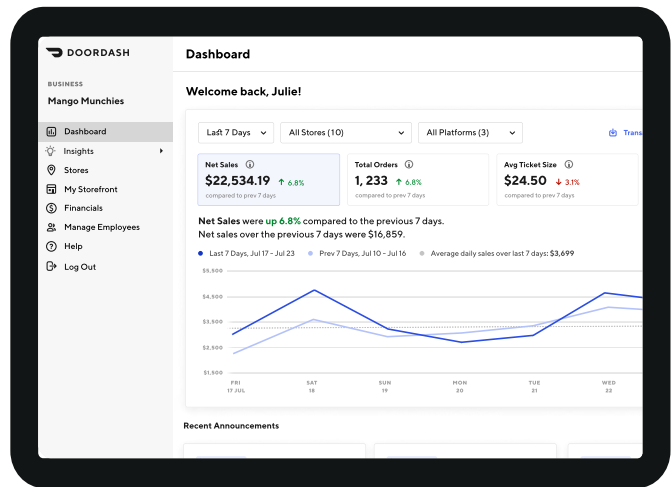 DOORDASH
BUSINESS
Mango Munchies
Dashboard
Insights
Stores
My Storefront
Financials
Manage Employees
Help
Log Out
Dashboard
Welcome back, Julie!
Last 7 Days
All Stores (10)
All Platforms (3)
Trans
Net Sales
$22,534.19 ↑ 6.8%
compared to prev 7 days
Total Orders
1, 233 ↑ 6.8%
compared to prev 7 days
Avg Ticket Size
$24.50 ↓ 3.1%
compared to prev 7 days
Net Sales were up 6.8% compared to the previous 7 days.
Net sales over the previous 7 days were $16,859.
Last 7 Days, Jul 17 - Jul 23
Prev 7 Days, Jul 10 - Jul 16
Average daily sales over last 7 days: $3,699
$5,500
$4,500
$3,500
$2,500
$1,500
FRI
17 JUL
SAT
18
SUN
19
MON
20
TUE
21
WED
22
Recent Announcements